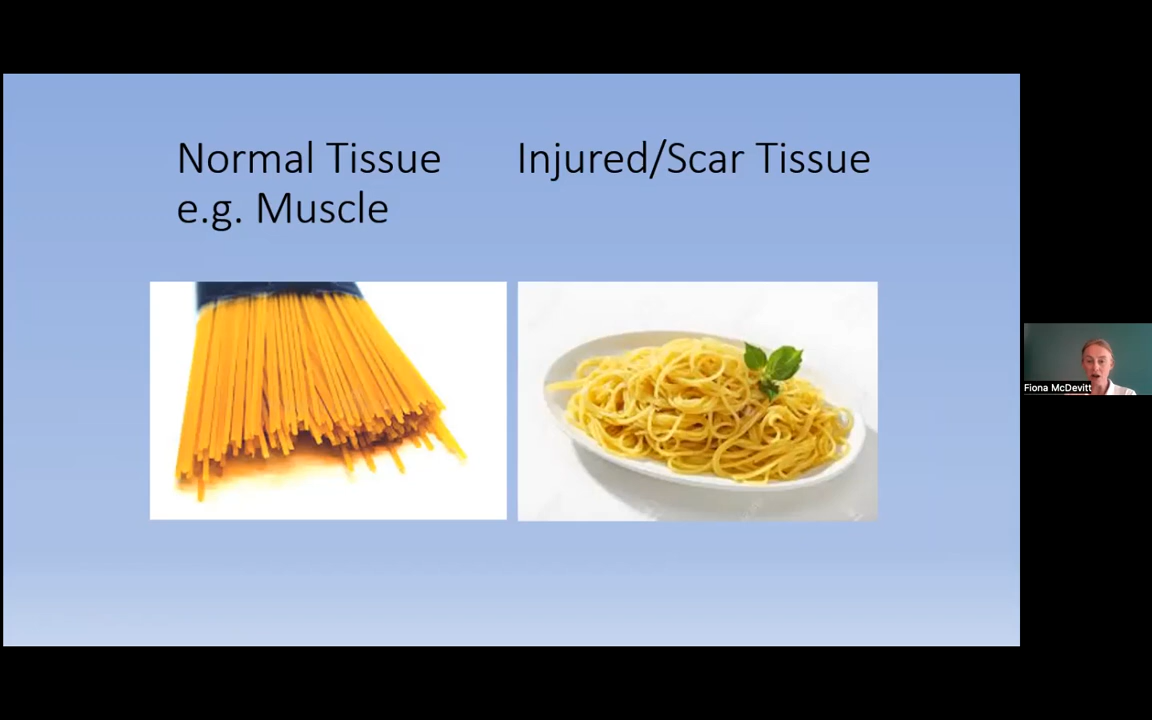 Normal Tissue
e.g. Muscle
Injured/Scar Tissue
Fiona McDevitt